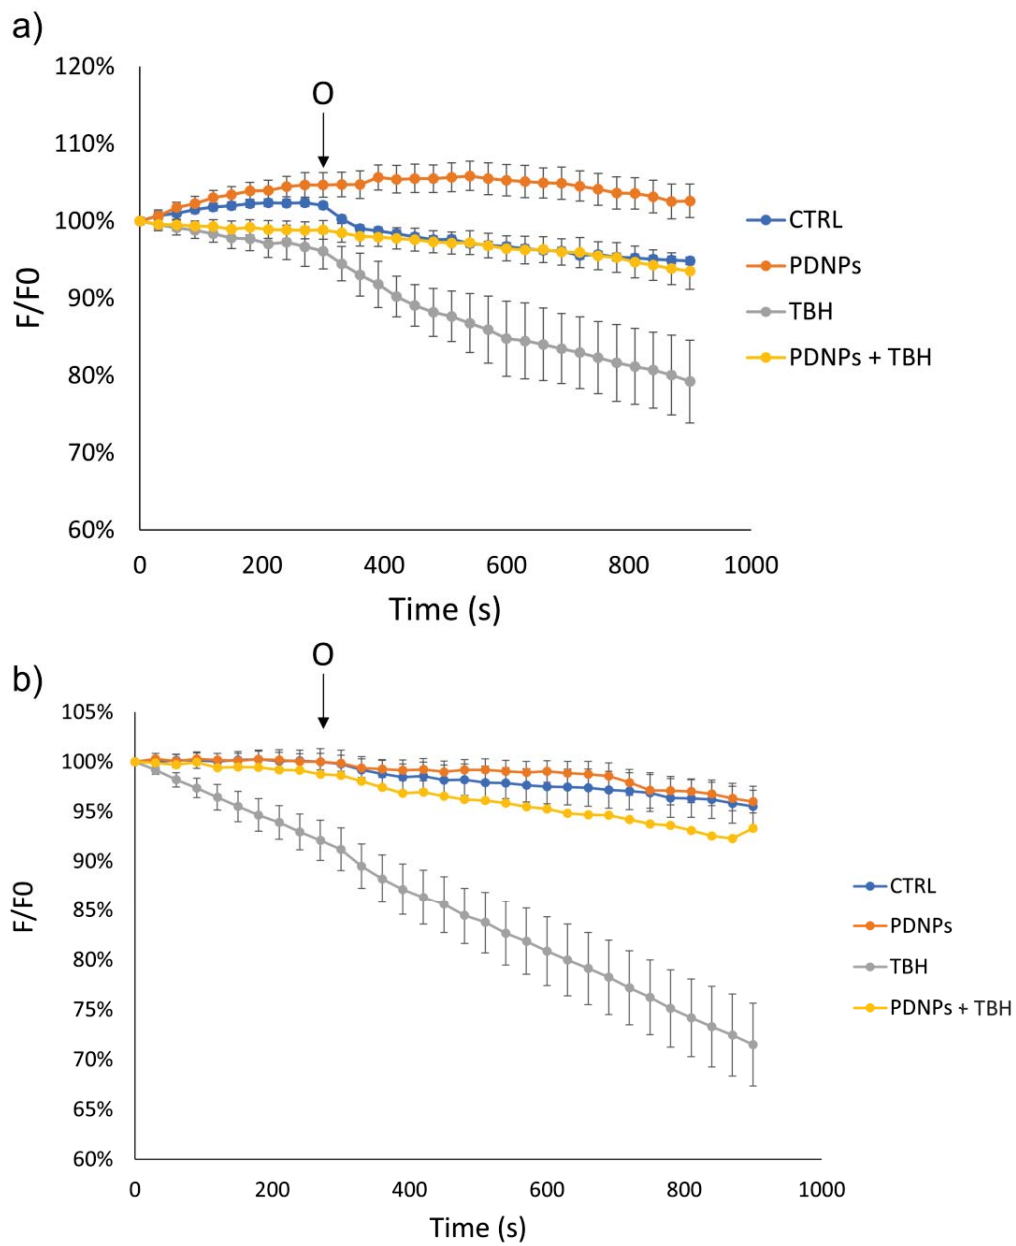 a)
120%
O
110%
100%
90%
80%
70%
60%
F/F0
0 200 400 600 800 1000
Time (s)
CTRL
PDNPs
TBH
PDNPs + TBH
O
b)
105%
100%
95%
90%
85%
80%
75%
70%
65%
60%
F/F0
0 200 400 600 800 1000
Time (s)
CTRL
PDNPs
TBH
PDNPs + TBH